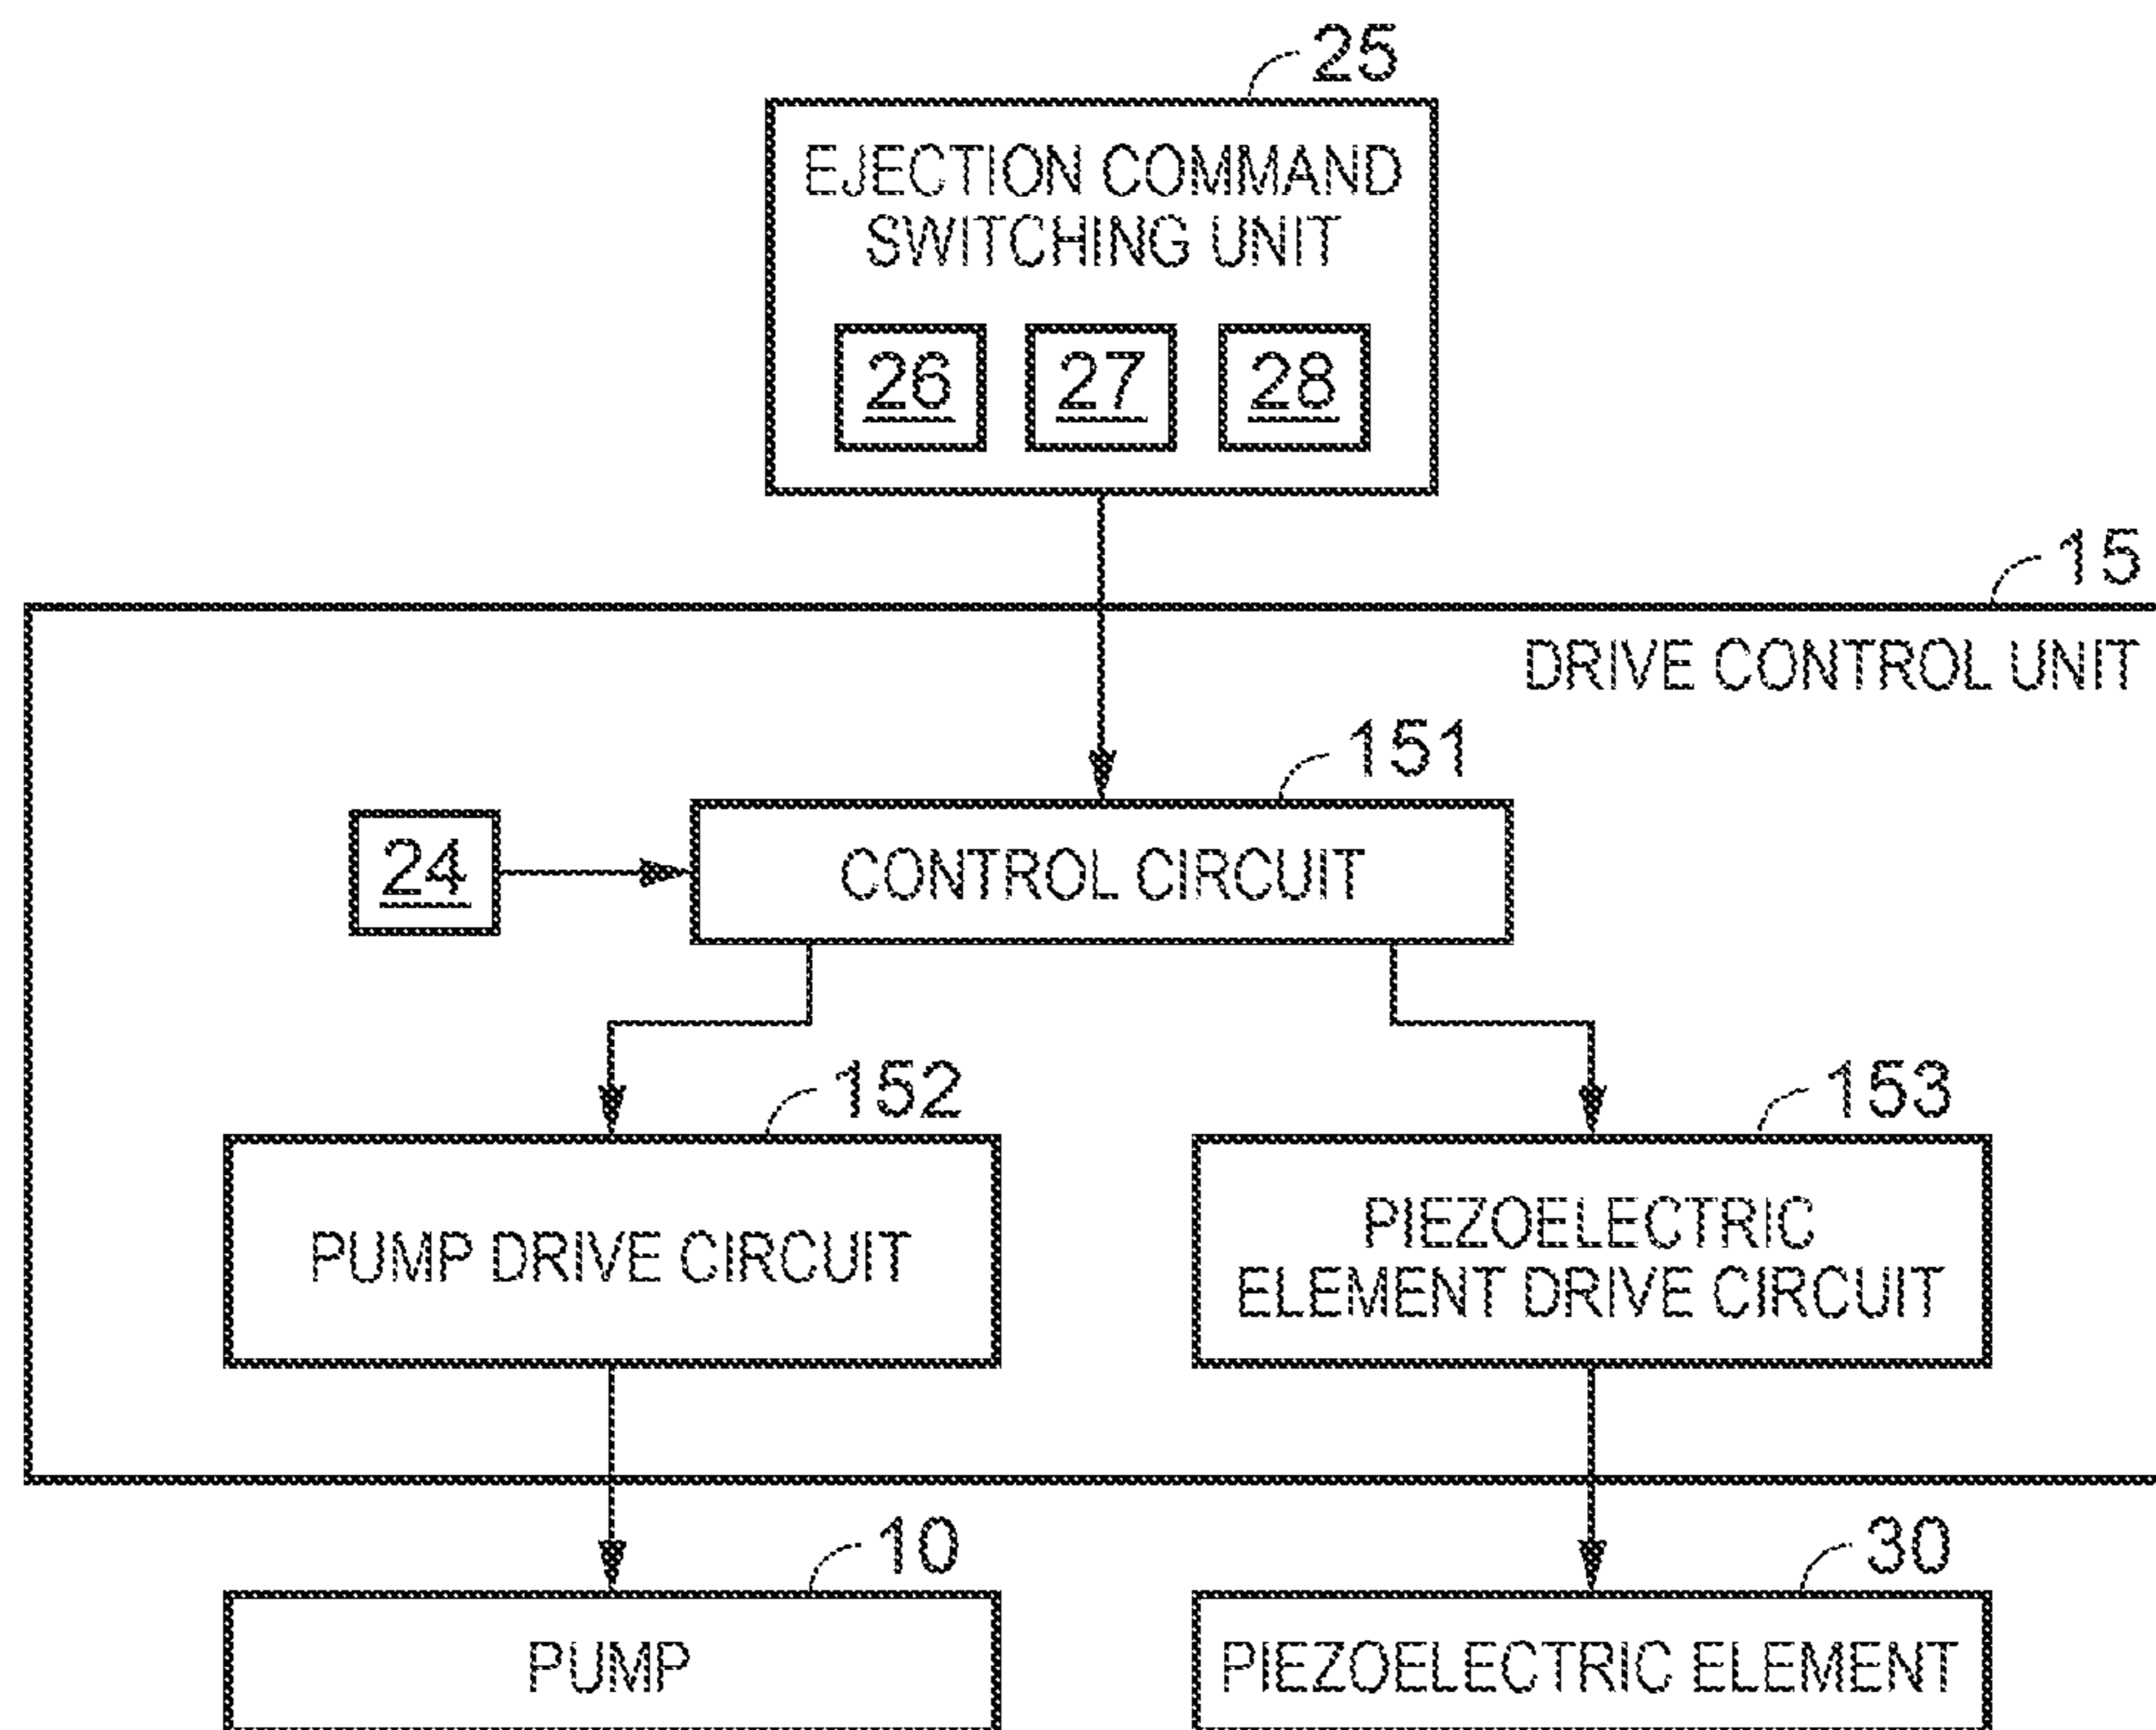 25
EJECTION COMMAND
SWITCHING UNIT
26 27 28
15
DRIVE CONTROL UNIT
151
24
CONTROL CIRCUIT
152
153
PUMP DRIVE CIRCUIT
PIEZOELECTRIC
ELEMENT DRIVE CIRCUIT
10
30
PUMP
PIEZOELECTRIC ELEMENT